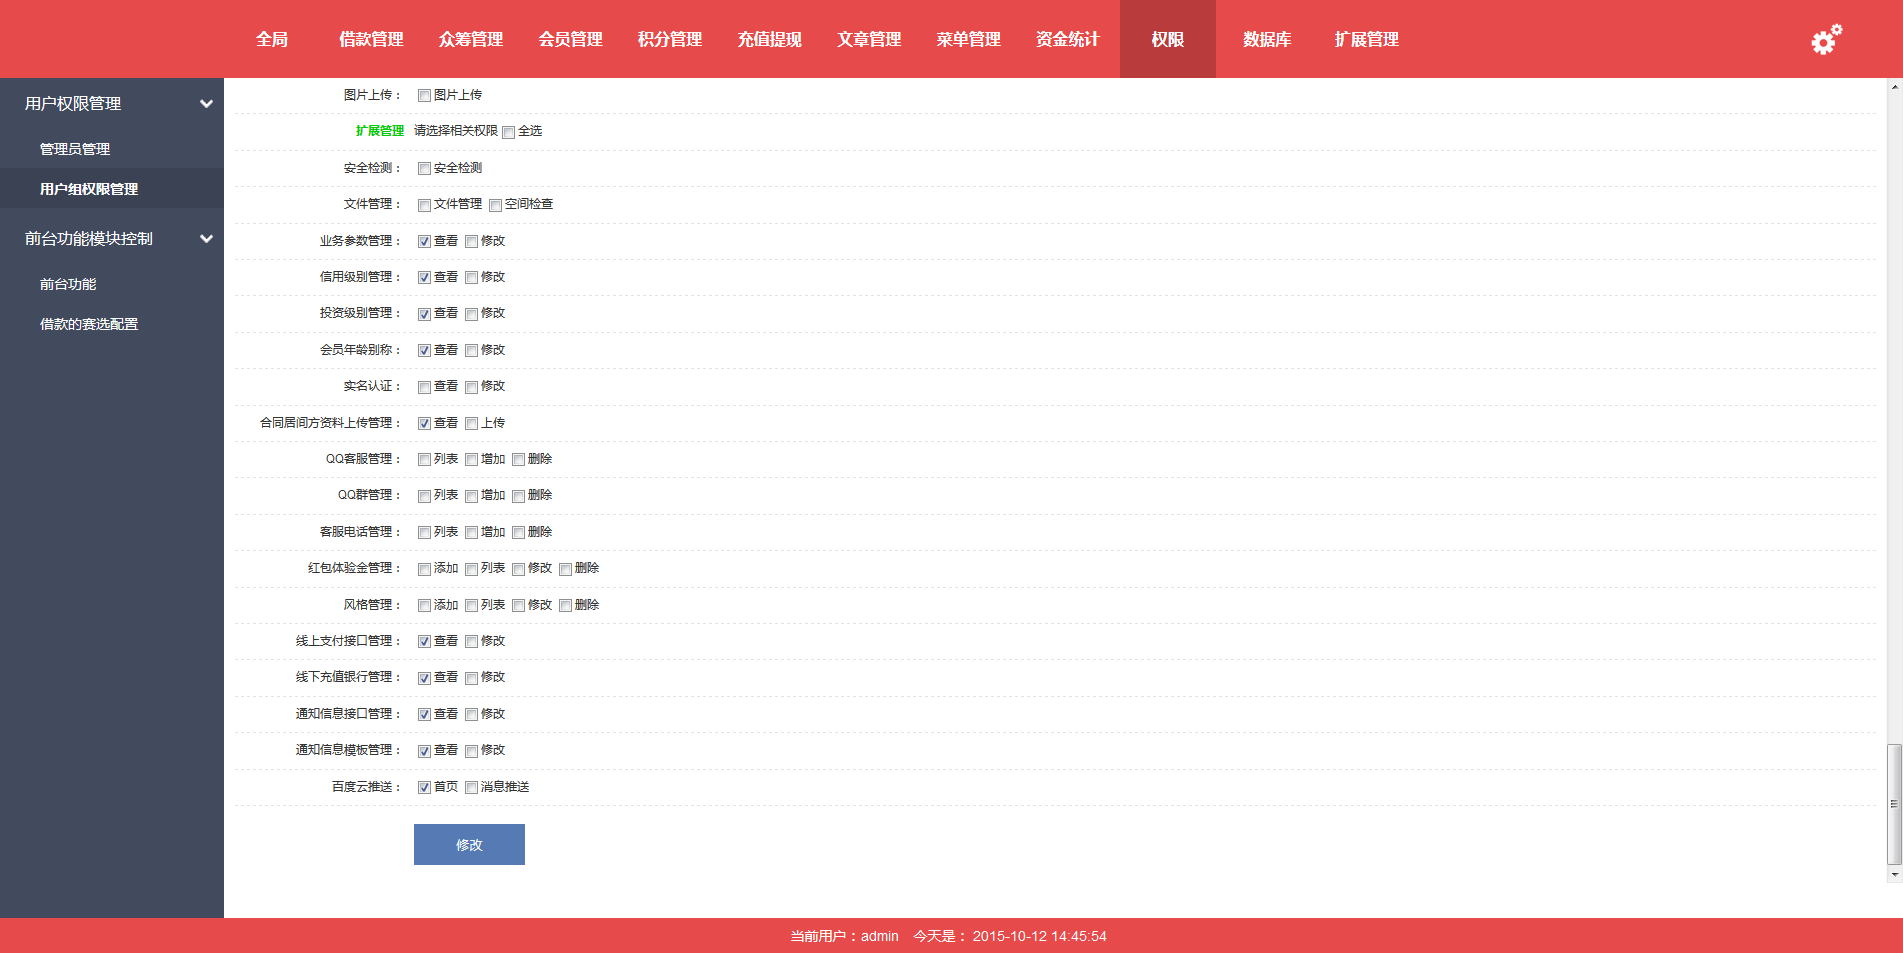 全局 借款管理 众筹管理 会员管理 积分管理 充值提现 文章管理 菜单管理 资金统计 权限 数据库 扩展管理
用户权限管理
管理员管理
用户组权限管理
前台功能模块控制
前台功能
借款的赛选配置
图片上传： 图片上传
扩展管理 请选择相关权限 全选
安全检测： 安全检测
文件管理： 文件管理 空间检查
业务参数管理： 查看 修改
信用级别管理： 查看 修改
投资级别管理： 查看 修改
会员年龄别称： 查看 修改
实名认证： 查看 修改
合同居间方资料上传管理： 查看 上传
QQ客服管理： 列表 增加 删除
QQ群管理： 列表 增加 删除
客服电话管理： 列表 增加 删除
红包体验金管理： 添加 列表 修改 删除
风格管理： 添加 列表 修改 删除
线上支付接口管理： 查看 修改
线下充值银行管理： 查看 修改
通知信息接口管理： 查看 修改
通知信息模板管理： 查看 修改
百度云推送： 首页 消息推送
修改
当前用户：admin 今天是： 2015-10-12 14:45:54